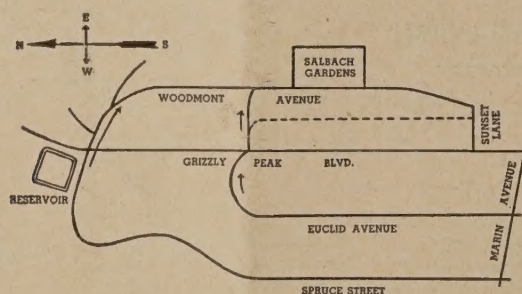 E
N S
W
SALBACH
GARDENS
WOODMONT AVENUE
SUNSET
LANE
GRIZZLY PEAK BLVD.
RESERVOIR
MARIN AVENUE
EUCLID AVENUE
SPRUCE STREET